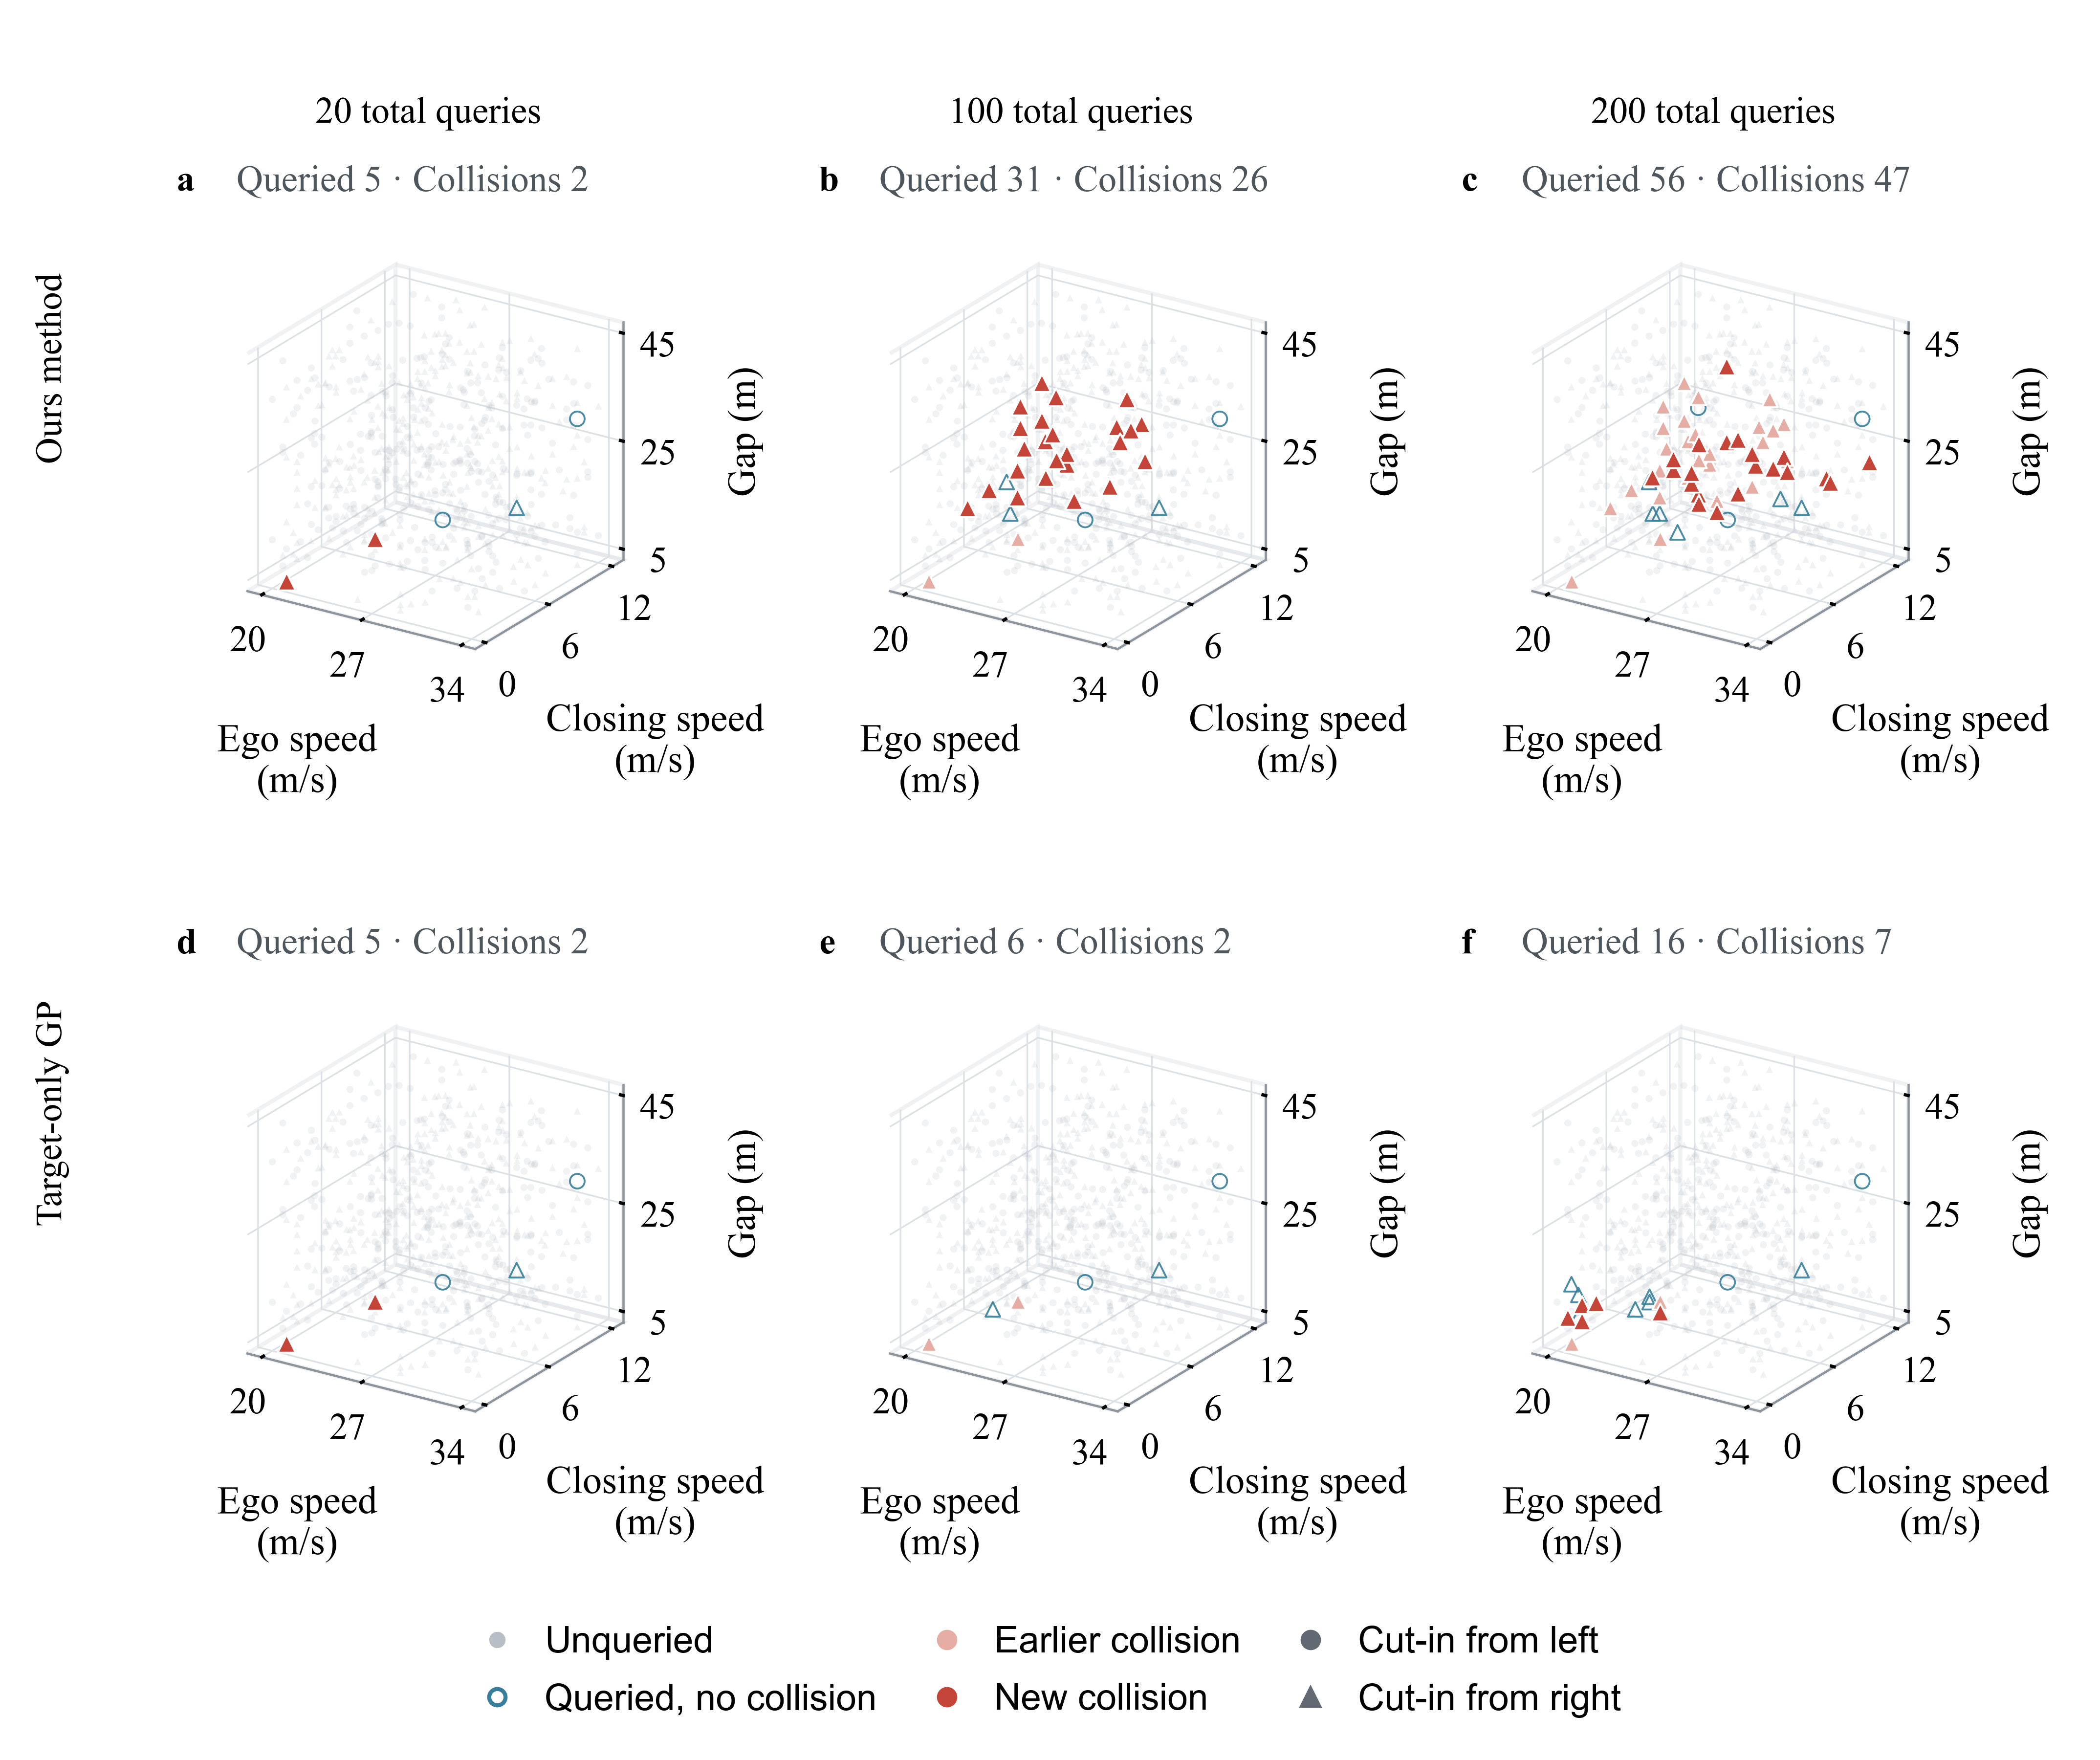 20 total queries
100 total queries
200 total queries
a Queried 5 · Collisions 2
b Queried 31 · Collisions 26
c Queried 56 · Collisions 47
Ours method
45
25
5
Gap (m)
12
6
0
20
27
34
Closing speed
(m/s)
Ego speed
(m/s)
45
25
5
Gap (m)
12
6
0
20
27
34
Closing speed
(m/s)
Ego speed
(m/s)
45
25
5
Gap (m)
12
6
0
20
27
34
Closing speed
(m/s)
Ego speed
(m/s)
d Queried 5 · Collisions 2
e Queried 6 · Collisions 2
f Queried 16 · Collisions 7
Target-only GP
45
25
5
Gap (m)
12
6
0
20
27
34
Closing speed
(m/s)
Ego speed
(m/s)
45
25
5
Gap (m)
12
6
0
20
27
34
Closing speed
(m/s)
Ego speed
(m/s)
45
25
5
Gap (m)
12
6
0
20
27
34
Closing speed
(m/s)
Ego speed
(m/s)
Unqueried
Earlier collision
Cut-in from left
Queried, no collision
New collision
Cut-in from right